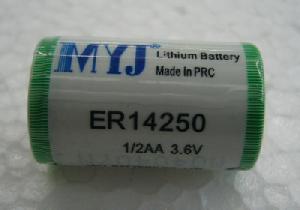 MYJ® Lithium Battery
Made in PRC
ER14250
1/2AA 3.6V